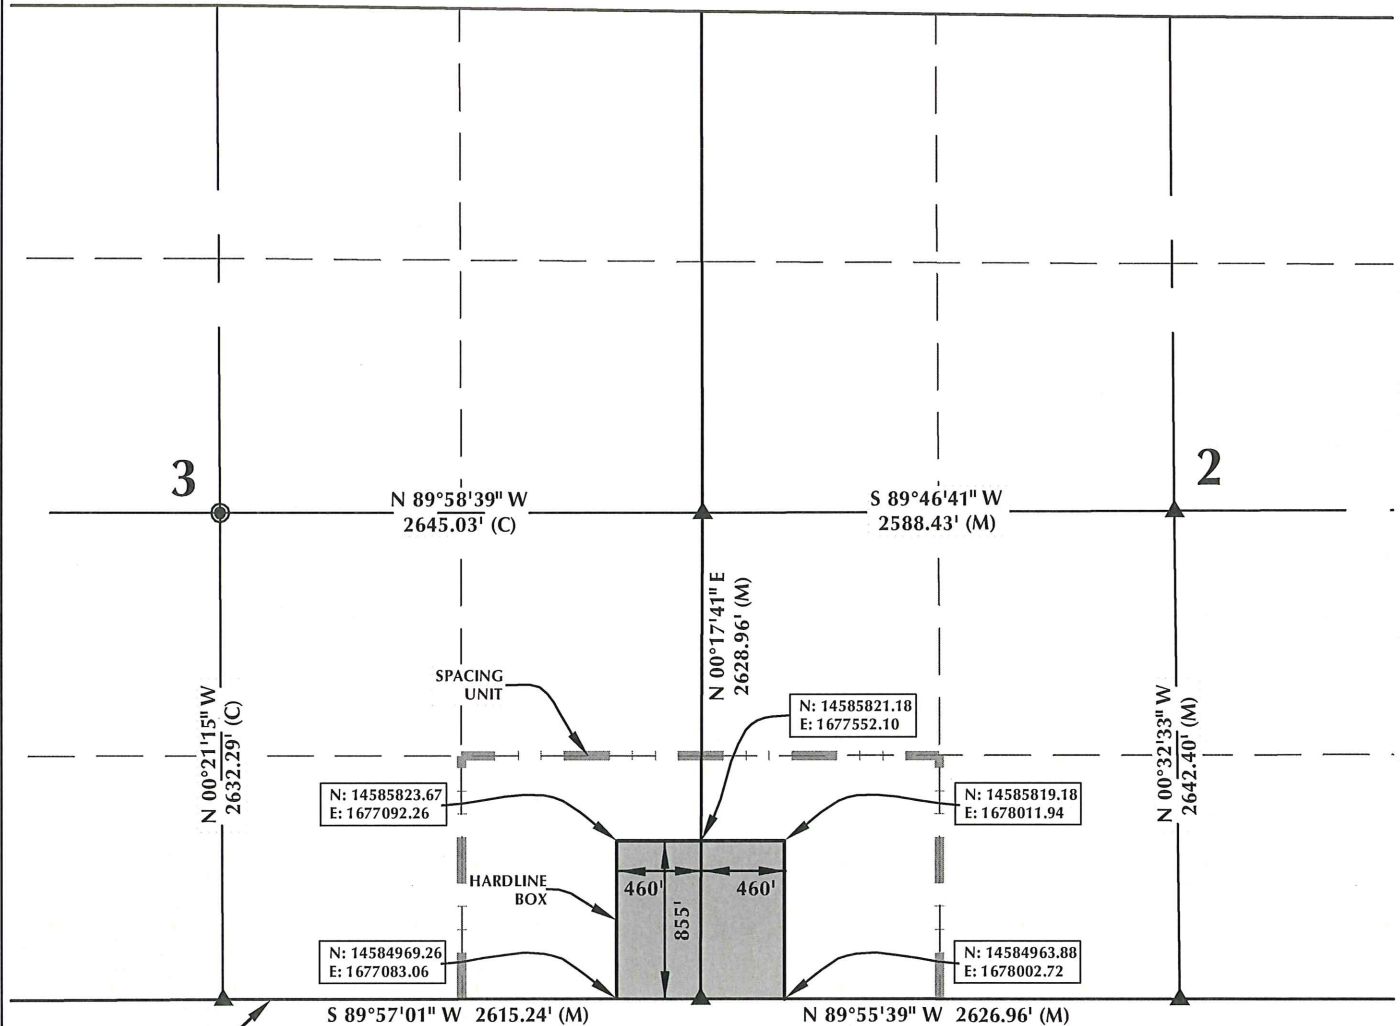 3
2
N 89°58'39" W
2645.03' (C)
S 89°46'41" W
2588.43' (M)
N 00°17'41" E
2628.96' (M)
SPACING
UNIT
N: 14585821.18
E: 1677552.10
N 00°21'15" W
2632.29' (C)
N 00°32'33" W
2642.40' (M)
N: 14585823.67
E: 1677092.26
N: 14585819.18
E: 1678011.94
HARDLINE
BOX
460'
460'
855'
N: 14584969.26
E: 1677083.06
N: 14584963.88
E: 1678002.72
S 89°57'01" W 2615.24' (M)
N 89°55'39" W 2626.96' (M)